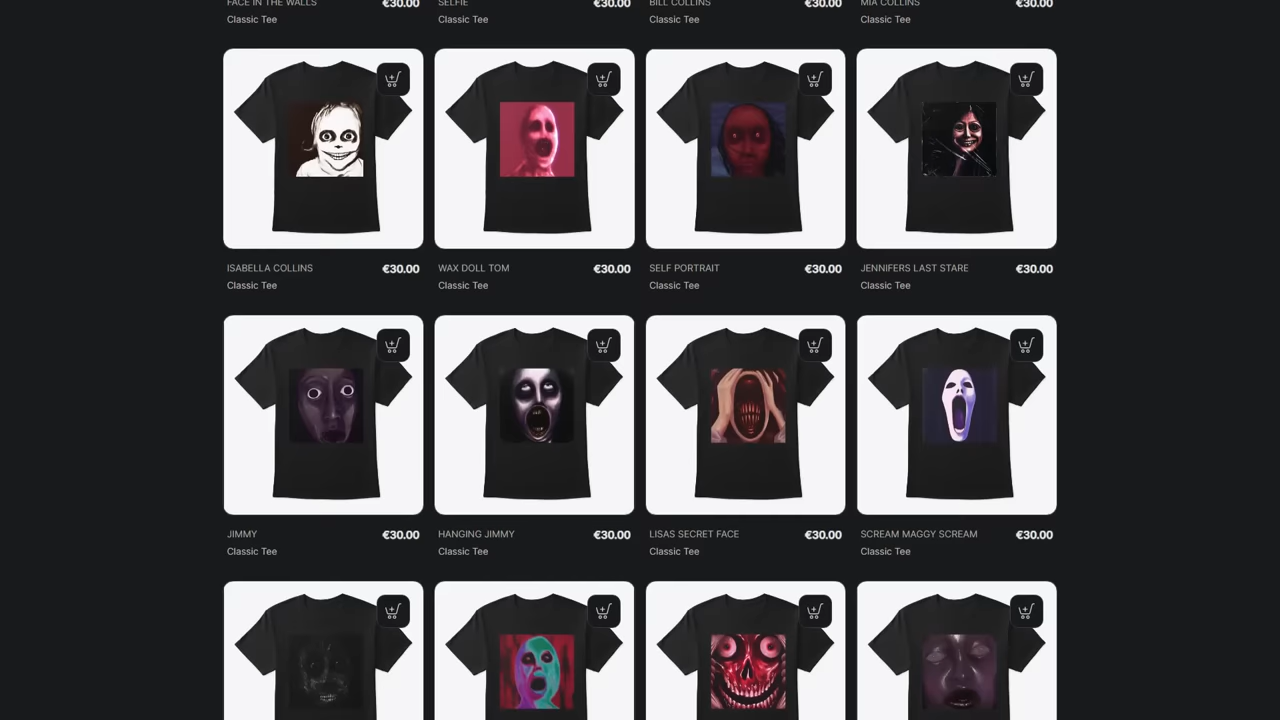 FACE IN THE WALLS €30.00 SELFIE €30.00 BILL COLLINS €30.00 MIA COLLINS €30.00
Classic Tee Classic Tee Classic Tee Classic Tee
ISABELLA COLLINS €30.00 WAX DOLL TOM €30.00 SELF PORTRAIT €30.00 JENNIFERS LAST STARE €30.00
Classic Tee Classic Tee Classic Tee Classic Tee
JIMMY €30.00 HANGING JIMMY €30.00 LISAS SECRET FACE €30.00 SCREAM MAGGY SCREAM €30.00
Classic Tee Classic Tee Classic Tee Classic Tee